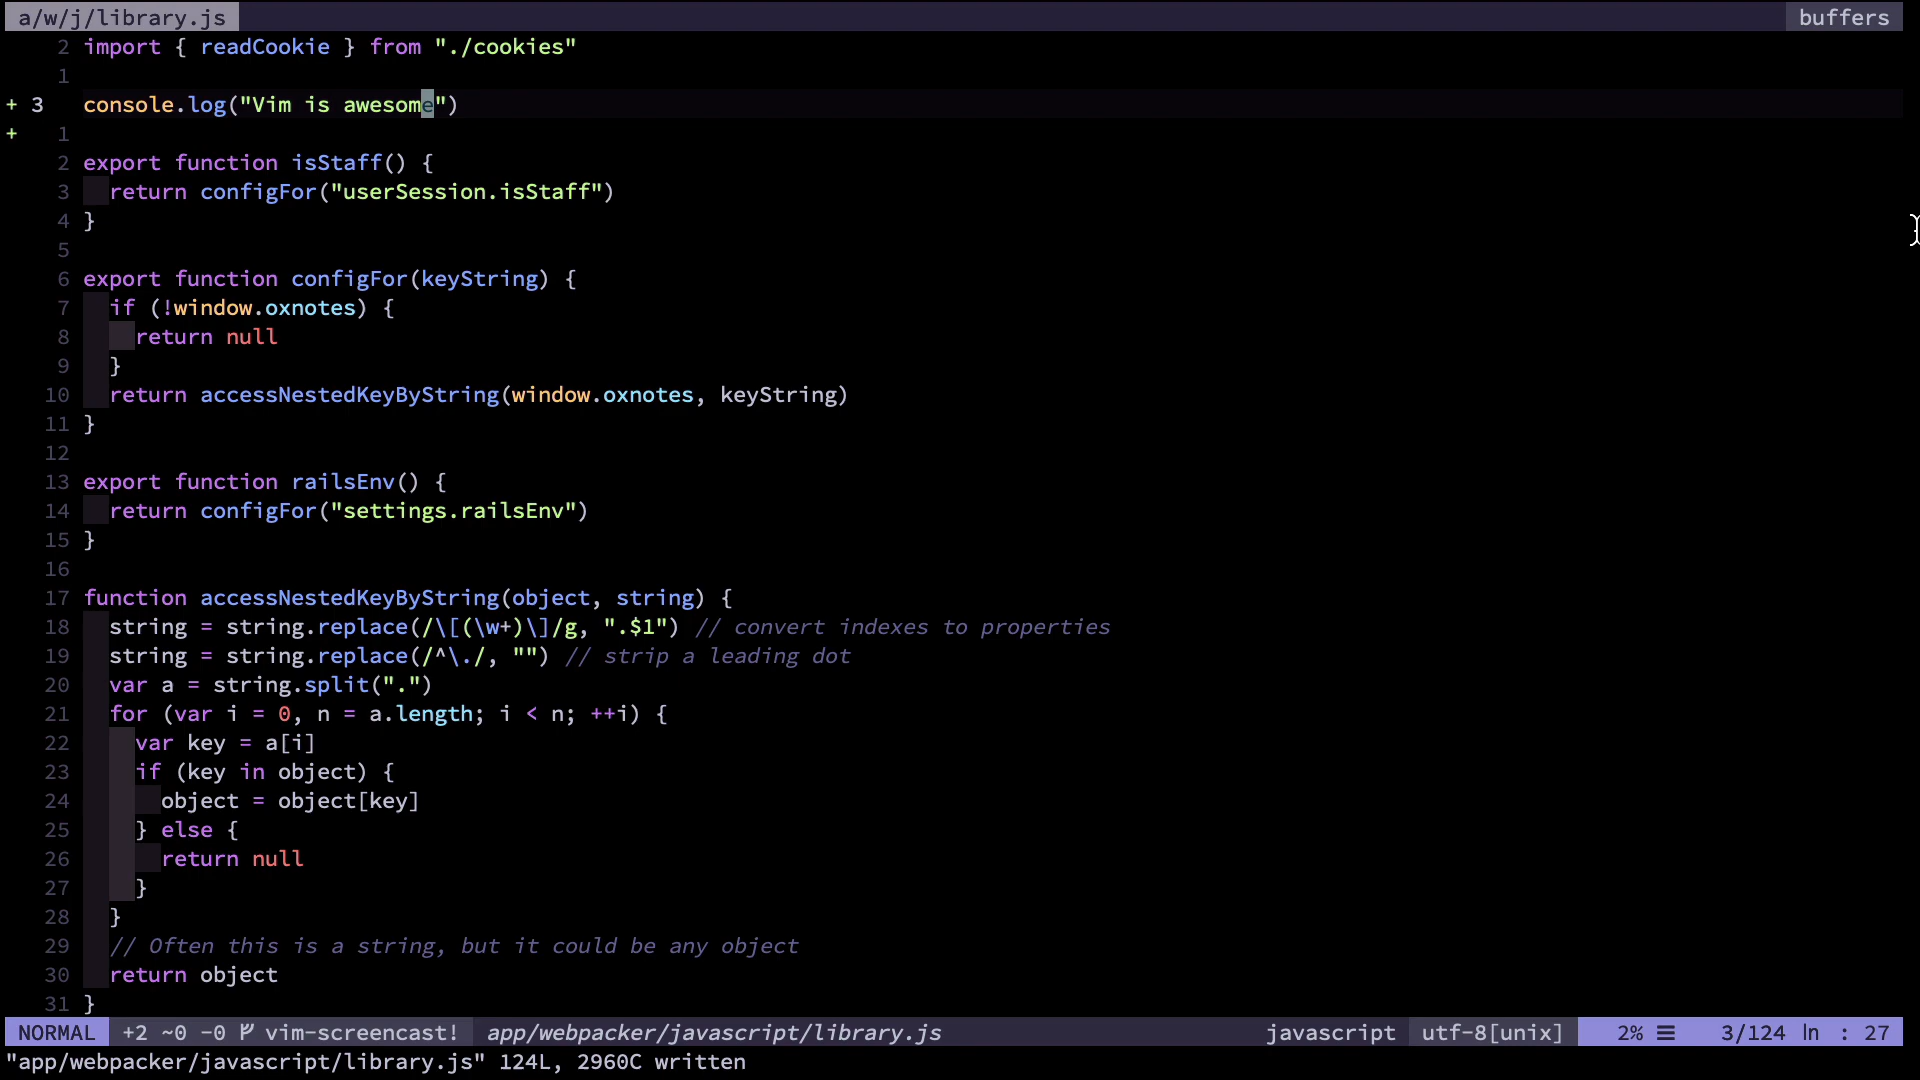 a/w/j/library.js buffers
2 import { readCookie } from "./cookies"
1
+ 3 console.log("Vim is awesome")
+ 1
2 export function isStaff() {
3 return configFor("userSession.isStaff")
4 }
5
6 export function configFor(keyString) {
7 if (!window.oxnotes) {
8 return null
9 }
10 return accessNestedKeyByString(window.oxnotes, keyString)
11 }
12
13 export function railsEnv() {
14 return configFor("settings.railsEnv")
15 }
16
17 function accessNestedKeyByString(object, string) {
18 string = string.replace(/\[(\w+)\]/g, ".$1") // convert indexes to properties
19 string = string.replace(/^\./, "") // strip a leading dot
20 var a = string.split(".")
21 for (var i = 0, n = a.length; i < n; ++i) {
22 var key = a[i]
23 if (key in object) {
24 object = object[key]
25 } else {
26 return null
27 }
28 }
29 // Often this is a string, but it could be any object
30 return object
31 }
NORMAL +2 ~0 -0 vim-screencast! app/webpacker/javascript/library.js javascript utf-8[unix] 2% ☰ 3/124 ln : 27
"app/webpacker/javascript/library.js" 124L, 2960C written